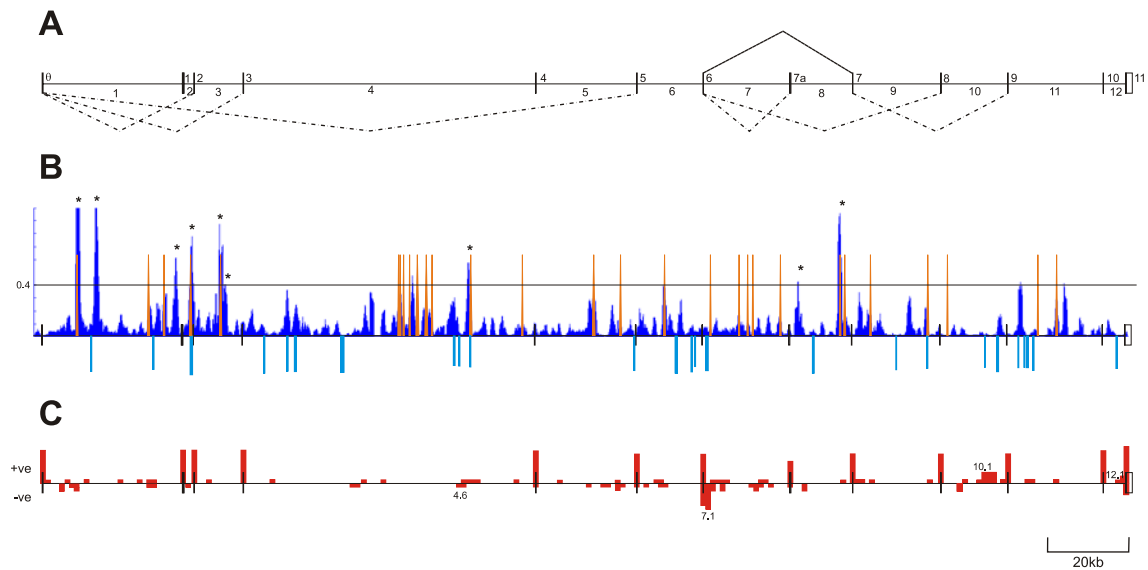 A
0 1 2 3 4 5 6 7a 7 8 9 10 11
1 2 3 4 5 6 7 8 9 10 11 12
B
* * * * * * * * *
0.4
C
+ve
-ve
4.6
7.1
10.1
12.1
20kb